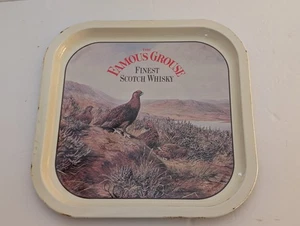 THE
FAMOUS GROUSE
FINEST
SCOTCH WHISKY